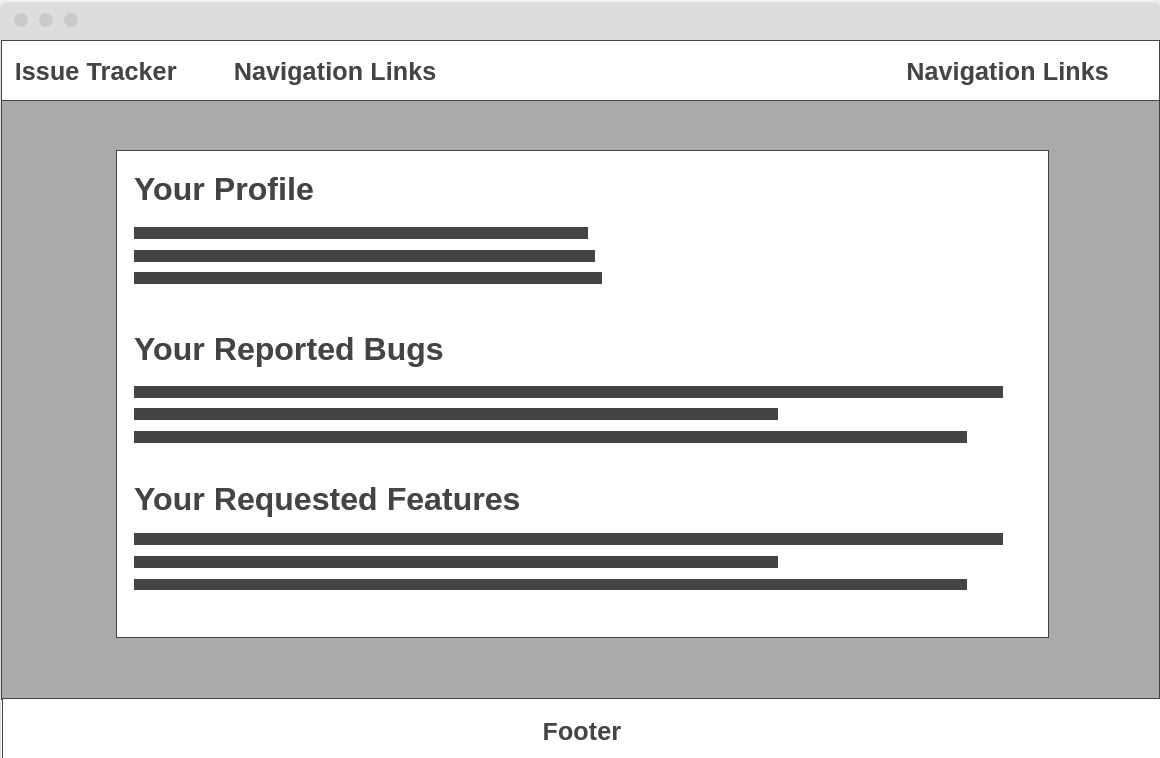 Issue Tracker Navigation Links Navigation Links
Your Profile
Your Reported Bugs
Your Requested Features
Footer